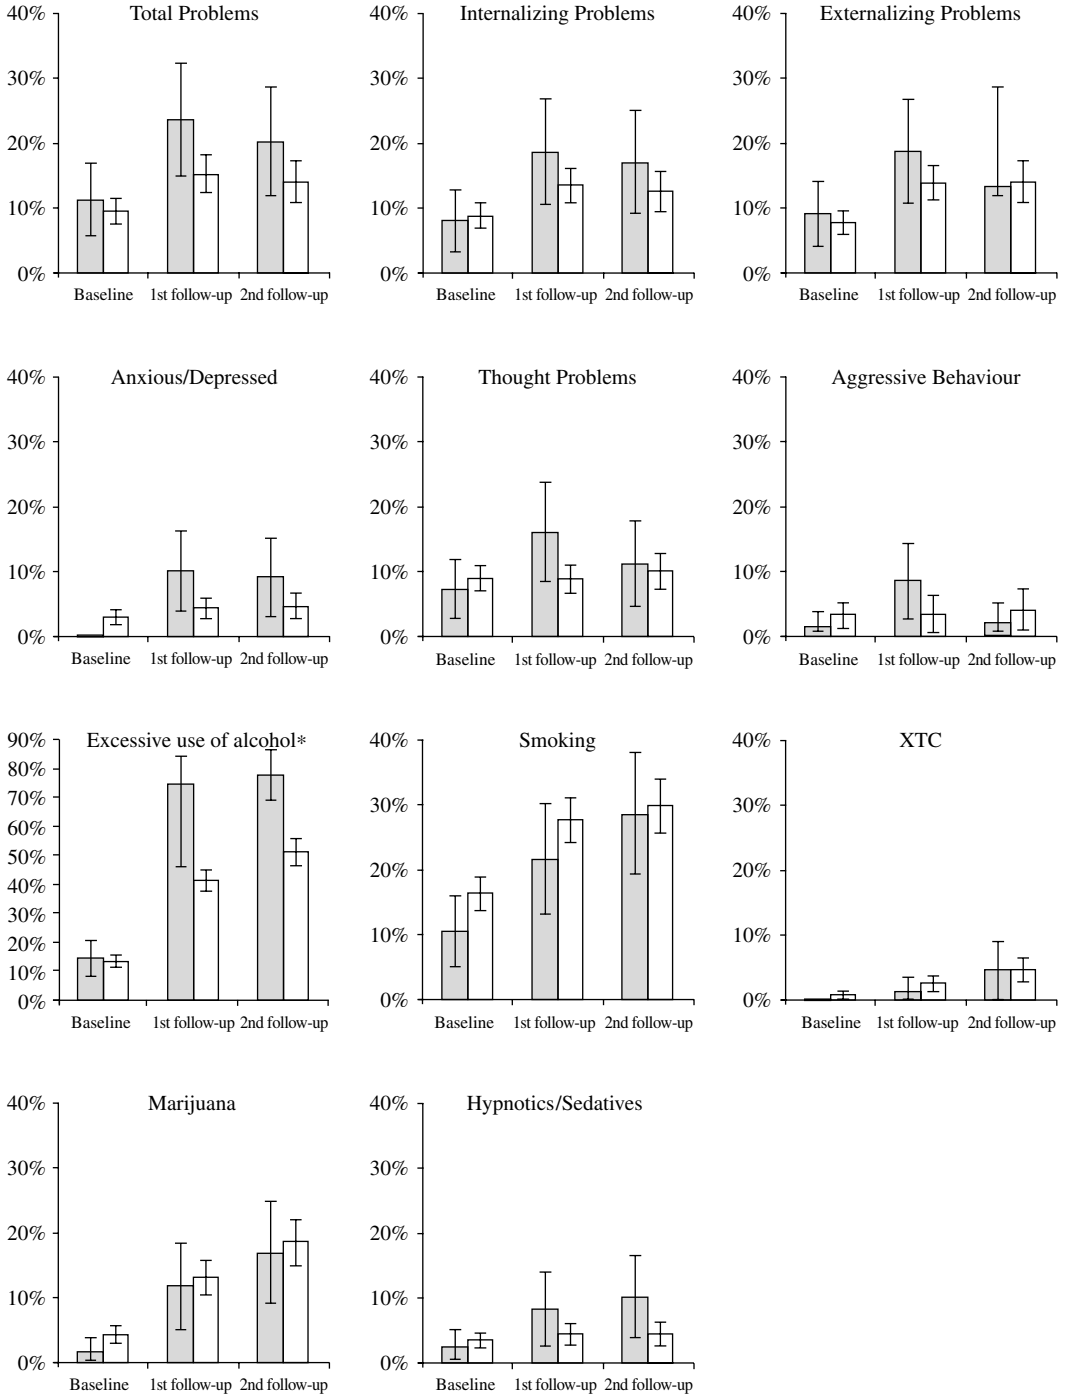 Total Problems
40%
30%
20%
10%
0%
Baseline 1st follow-up 2nd follow-up
Internalizing Problems
40%
30%
20%
10%
0%
Baseline 1st follow-up 2nd follow-up
Externalizing Problems
40%
30%
20%
10%
0%
Baseline 1st follow-up 2nd follow-up
Anxious/Depressed
40%
30%
20%
10%
0%
Baseline 1st follow-up 2nd follow-up
Thought Problems
40%
30%
20%
10%
0%
Baseline 1st follow-up 2nd follow-up
Aggressive Behaviour
40%
30%
20%
10%
0%
Baseline 1st follow-up 2nd follow-up
Excessive use of alcohol*
90%
80%
70%
60%
50%
40%
30%
20%
10%
0%
Baseline 1st follow-up 2nd follow-up
Smoking
40%
30%
20%
10%
0%
Baseline 1st follow-up 2nd follow-up
XTC
40%
30%
20%
10%
0%
Baseline 1st follow-up 2nd follow-up
Marijuana
40%
30%
20%
10%
0%
Baseline 1st follow-up 2nd follow-up
Hypnotics/Sedatives
40%
30%
20%
10%
0%
Baseline 1st follow-up 2nd follow-up